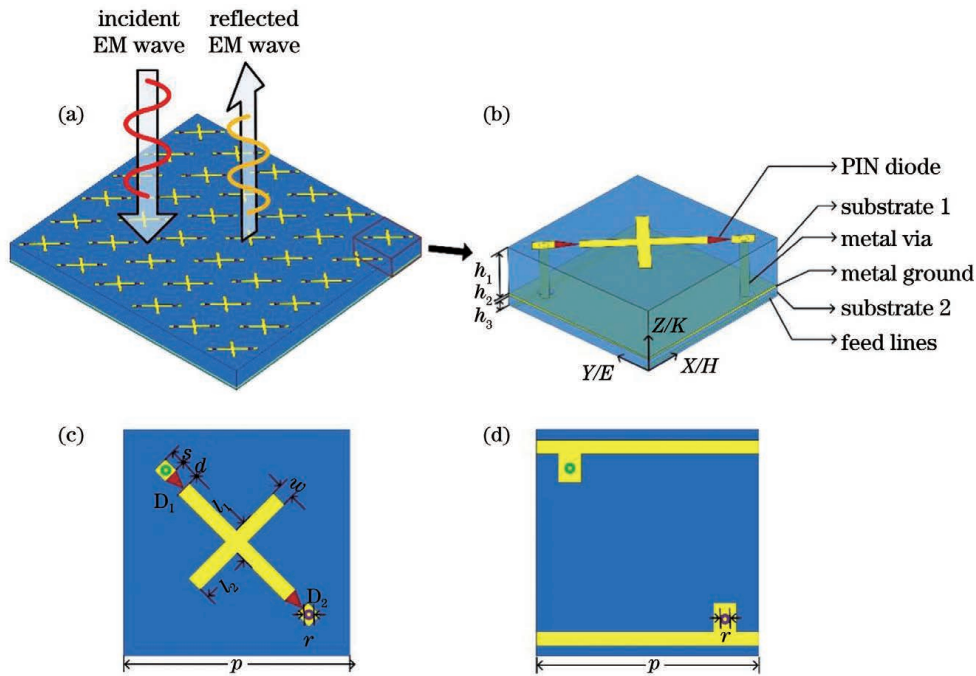 incident
EM wave
reflected
EM wave
(a)
(b)
PIN diode
substrate 1
metal via
metal ground
substrate 2
feed lines
h₁
h₂
h₃
Z/K
Y/E
X/H
(c)
s
d
D₁
l₁
w
l₂
D₂
r
p
(d)
r
p